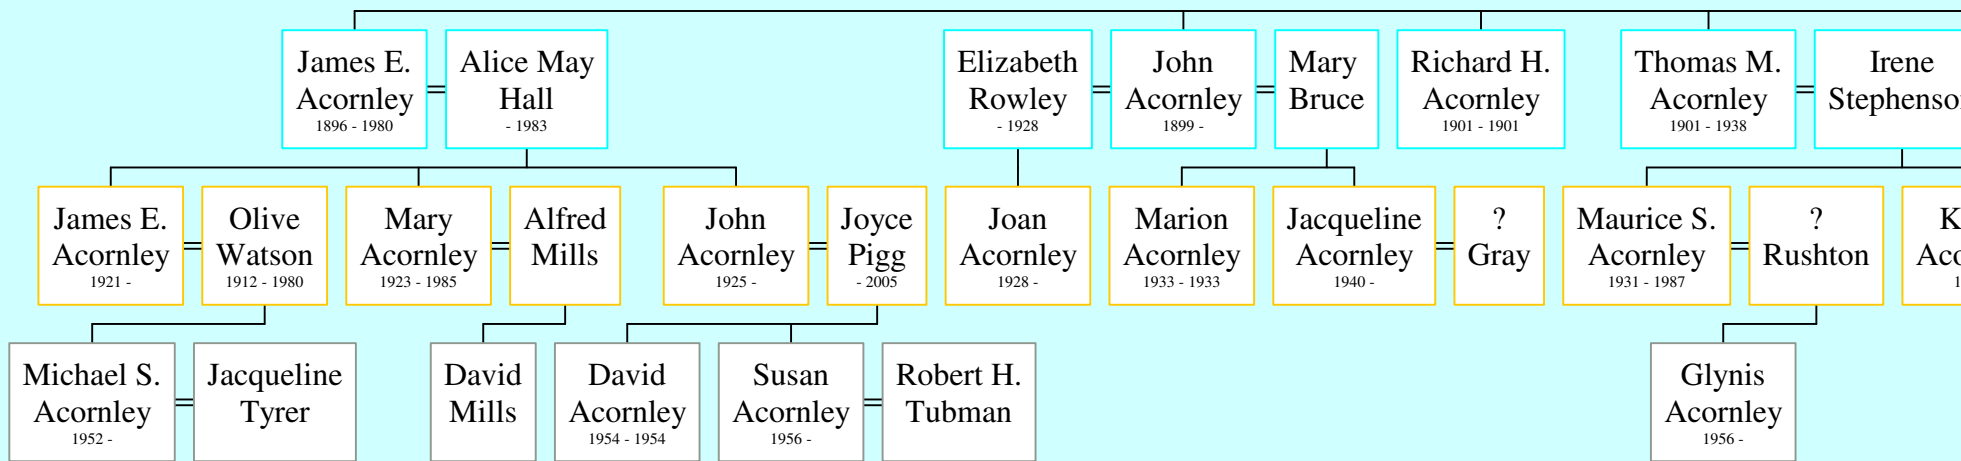 James E.
Acornley
1896 - 1980
Alice May
Hall
- 1983
Elizabeth
Rowley
- 1928
John
Acornley
1899 -
Mary
Bruce
Richard H.
Acornley
1901 - 1901
Thomas M.
Acornley
1901 - 1938
Irene
James E.
Acornley
1921 -
Olive
Watson
1912 - 1980
Mary
Acornley
1923 - 1985
Alfred
Mills
John
Acornley
1925 -
Joyce
Pigg
- 2005
Joan
Acornley
1928 -
Marion
Acornley
1933 - 1933
Jacqueline
Acornley
1940 -
?
Gray
Maurice S.
Acornley
1931 - 1987
?
Rushton
Michael S.
Acornley
1952 -
Jacqueline
Tyrer
David
Mills
David
Acornley
1954 - 1954
Susan
Acornley
1956 -
Robert H.
Tubman
Glynis
Acornley
1956 -